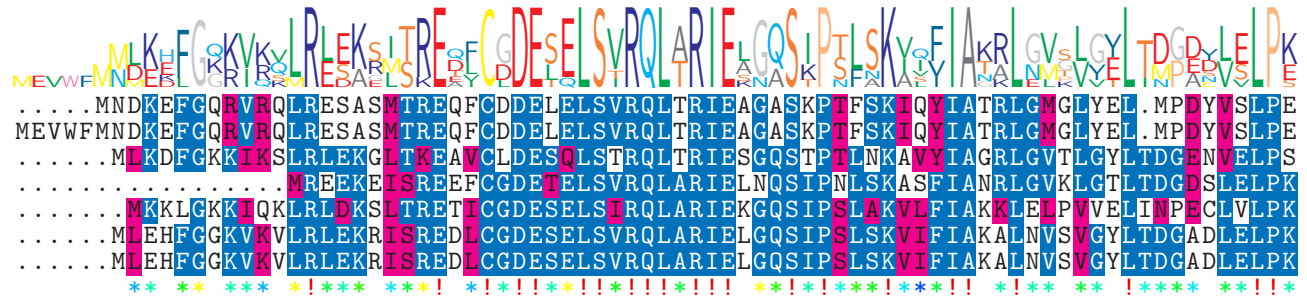 .....MNDKEFGQRVRQLRESASMTREQFCDDELELSVRQLTRIEAGASKPTFSKIQYIATRLGMGLYEL.MPDYVSLPE
MEVWFMNDKEFGQRVRQLRESASMTREQFCDDELELSVRQLTRIEAGASKPTFSKIQYIATRLGMGLYEL.MPDYVSLPE
......MLKDFGKKIKSLRLEKGLTKEAVCLDESQLSTRQLTRIESGQSTPTLNKAVYIAGRLGVTLGYLTDGENVELPS
.................MREEKEISREEFCGDETELSVRQLARIELNQSIPNLSKASFIANRLGVKLGTLTDGDSLELPK
.......MKKLGKKIQKLRLDKSLTRETICGDESELSIRQLARIEKGQSIPSLAKVLFIAKKLELPVVELINPECLVLPK
......MLEHFGGKVKVLRLEKRISREDLCGDESELSVRQLARIELGQSIPSLSKVIFIAKALNVSVGYLTDGADLELPK
......MLEHFGGKVKVLRLEKRISREDLCGDESELSVRQLARIELGQSIPSLSKVIFIAKALNVSVGYLTDGADLELPK